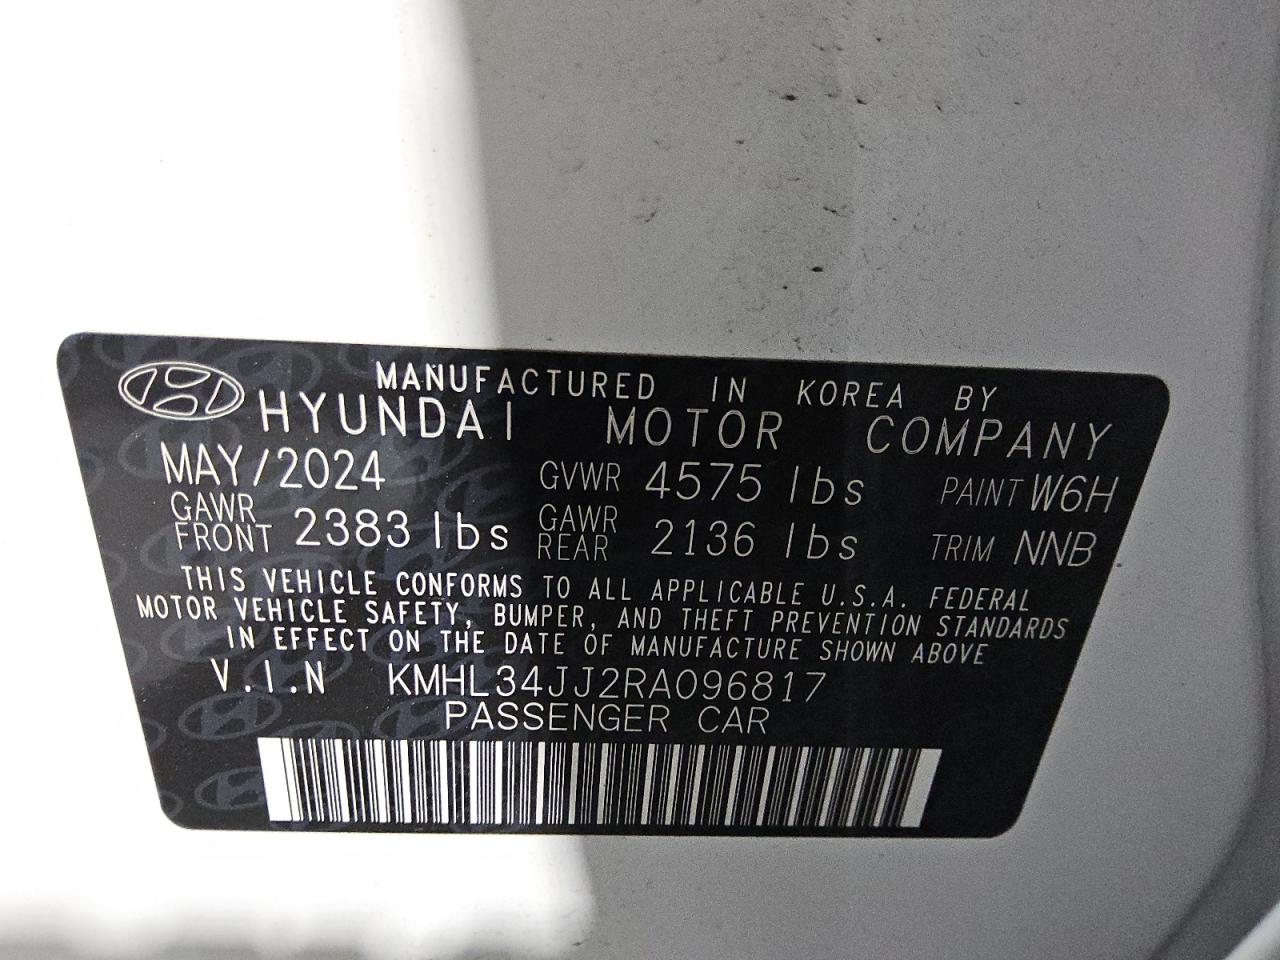 MANUFACTURED IN KOREA BY
HYUNDAI MOTOR COMPANY
MAY/2024 GVWR 4575 lbs PAINT W6H
GAWR FRONT 2383 lbs GAWR REAR 2136 lbs TRIM NNB
THIS VEHICLE CONFORMS TO ALL APPLICABLE U.S.A. FEDERAL
MOTOR VEHICLE SAFETY, BUMPER, AND THEFT PREVENTION STANDARDS
IN EFFECT ON THE DATE OF MANUFACTURE SHOWN ABOVE
V.I.N KMHL34JJ2RA096817
PASSENGER CAR